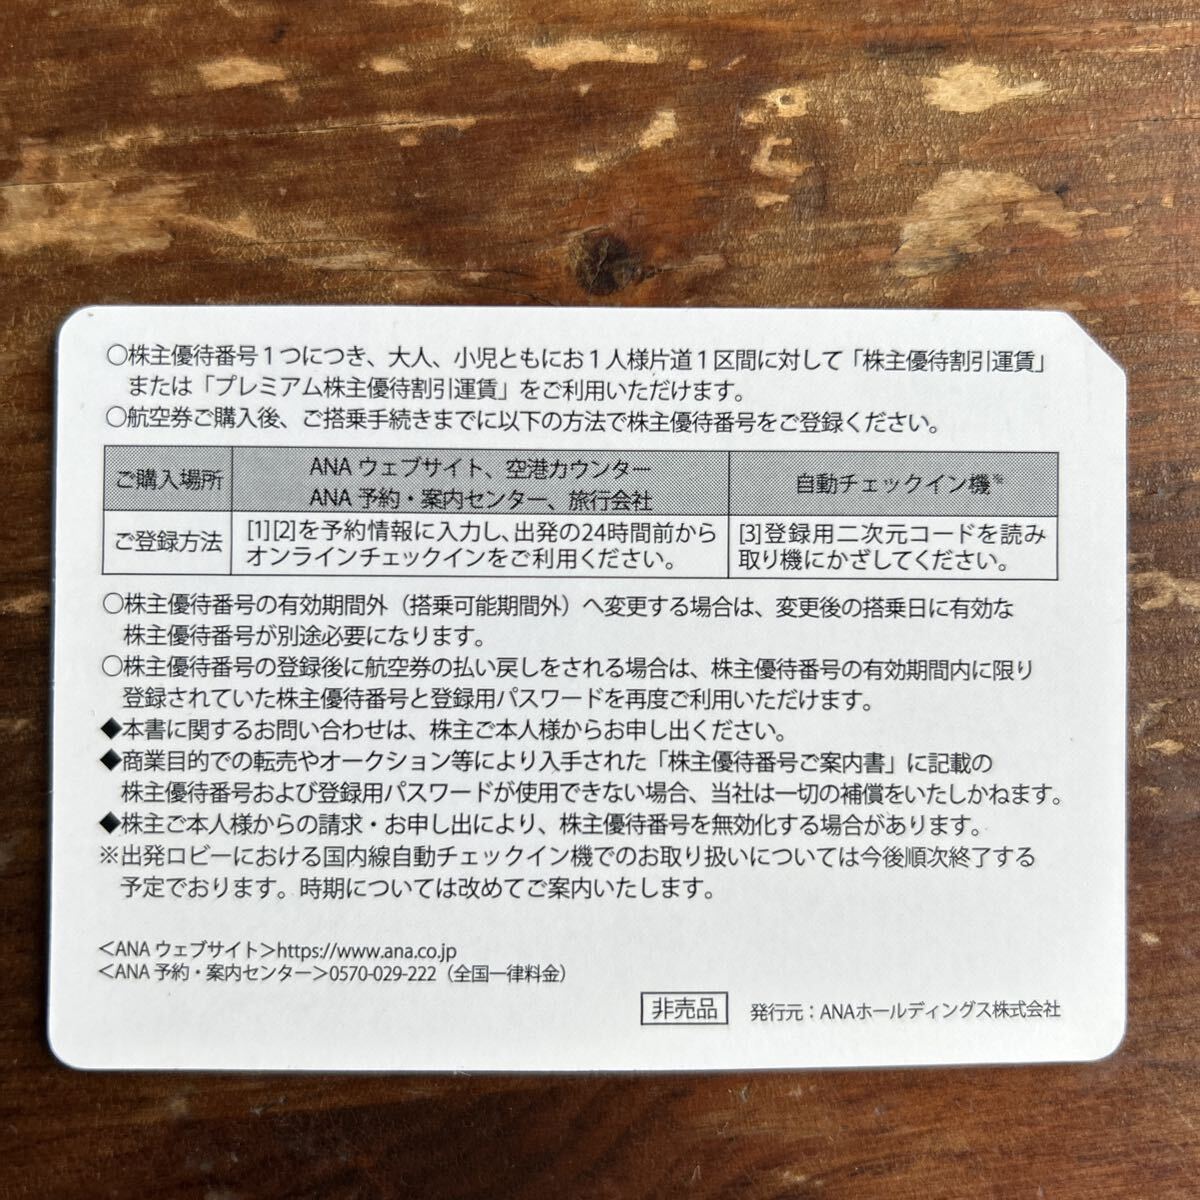 ○株主優待番号1つにつき、大人、小児ともにお1人様片道1区間に対して「株主優待割引運賃」
または「プレミアム株主優待割引運賃」をご利用いただけます。
○航空券ご購入後、ご搭乗手続きまでに以下の方法で株主優待番号をご登録ください。
ご購入場所
ANA ウェブサイト、空港カウンター
ANA 予約・案内センター、旅行会社
自動チェックイン機※
ご登録方法
[1][2]を予約情報に入力し、出発の24時間前から
オンラインチェックインをご利用ください。
[3]登録用二次元コードを読み
取り機にかざしてください。
○株主優待番号の有効期間外（搭乗可能期間外）へ変更する場合は、変更後の搭乗日に有効な
株主優待番号が別途必要になります。
○株主優待番号の登録後に航空券の払い戻しをされる場合は、株主優待番号の有効期間内に限り
登録されていた株主優待番号と登録用パスワードを再度ご利用いただけます。
◆本書に関するお問い合わせは、株主ご本人様からお申し出ください。
◆商業目的での転売やオークション等により入手された「株主優待番号ご案内書」に記載の
株主優待番号および登録用パスワードが使用できない場合、当社は一切の補償をいたしかねます。
◆株主ご本人様からの請求・お申し出により、株主優待番号を無効化する場合があります。
※出発ロビーにおける国内線自動チェックイン機でのお取り扱いについては今後順次終了する
予定でおります。時期については改めてご案内いたします。
＜ANA ウェブサイト＞https://www.ana.co.jp
＜ANA 予約・案内センター＞0570-029-222（全国一律料金）
非売品
発行元：ANAホールディングス株式会社